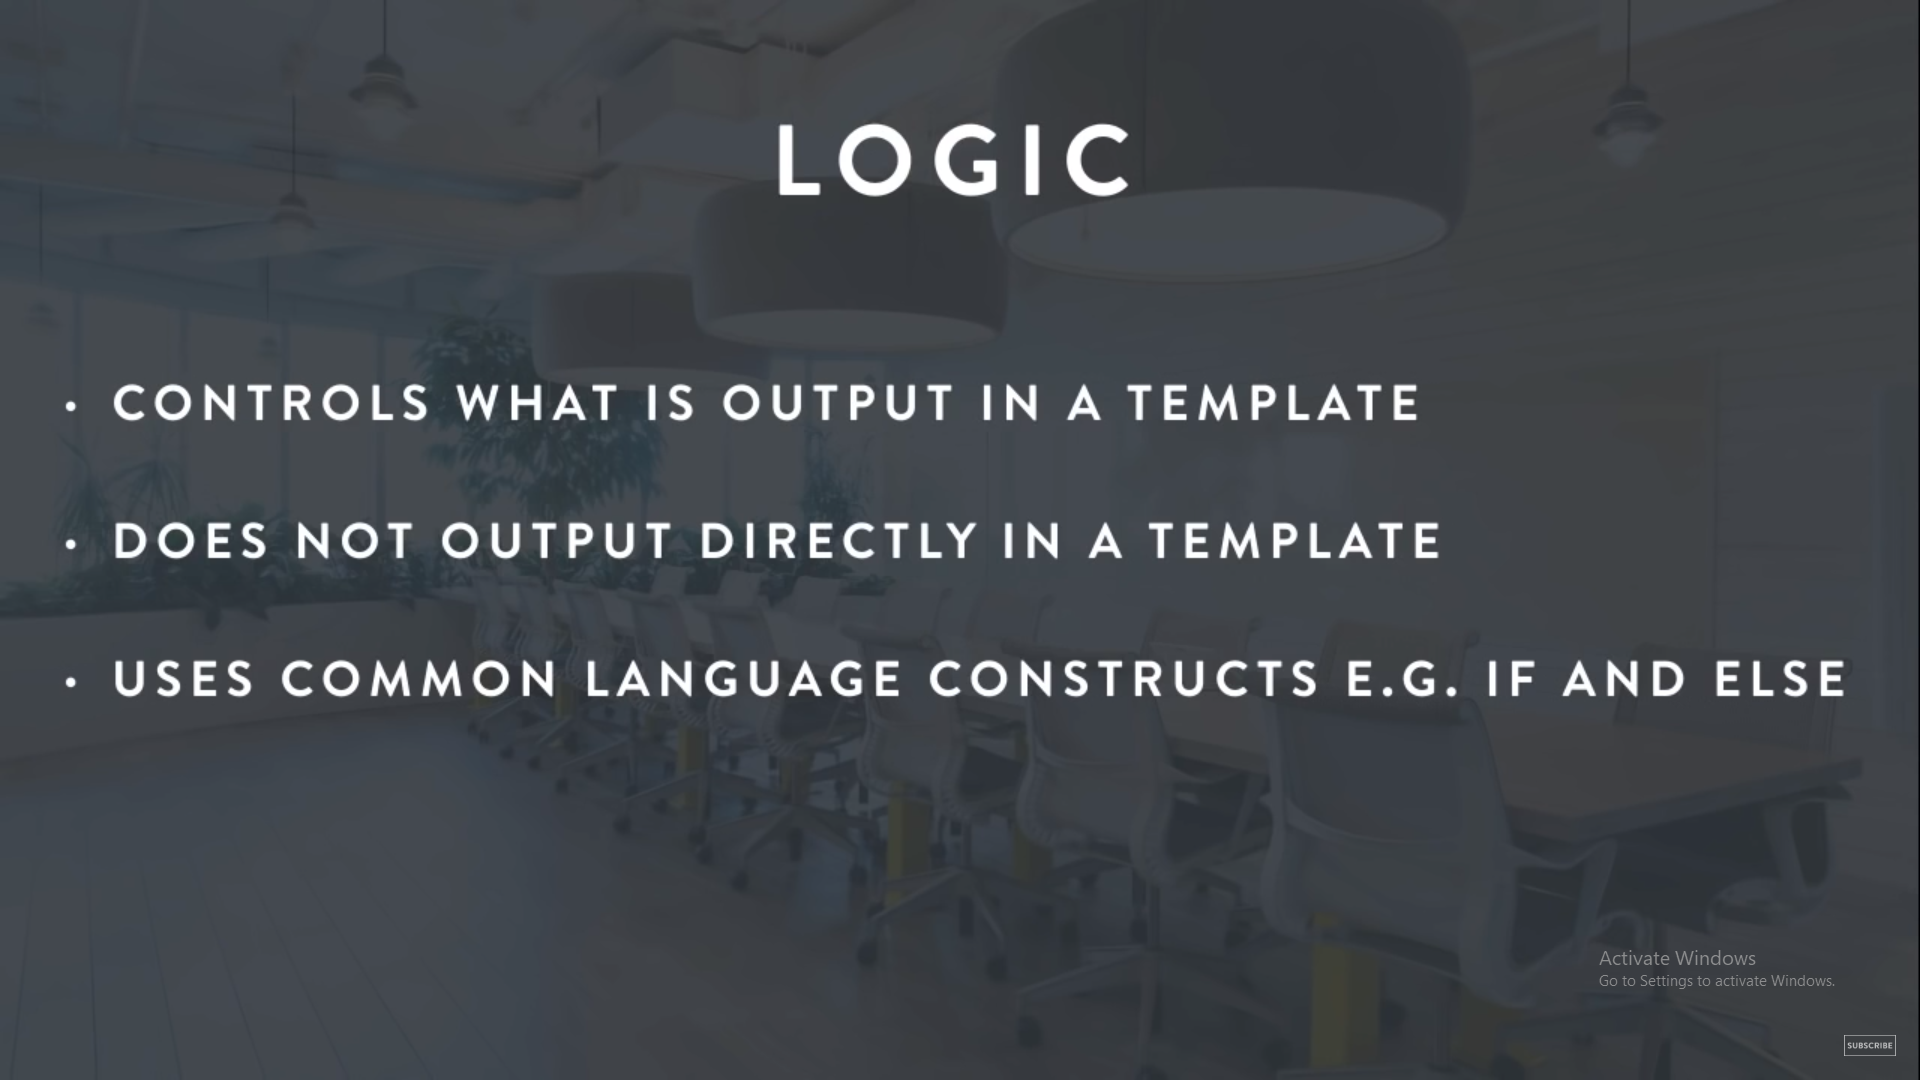 LOGIC
• CONTROLS WHAT IS OUTPUT IN A TEMPLATE
• DOES NOT OUTPUT DIRECTLY IN A TEMPLATE
• USES COMMON LANGUAGE CONSTRUCTS E.G. IF AND ELSE
Activate Windows
Go to Settings to activate Windows.
SUBSCRIBE